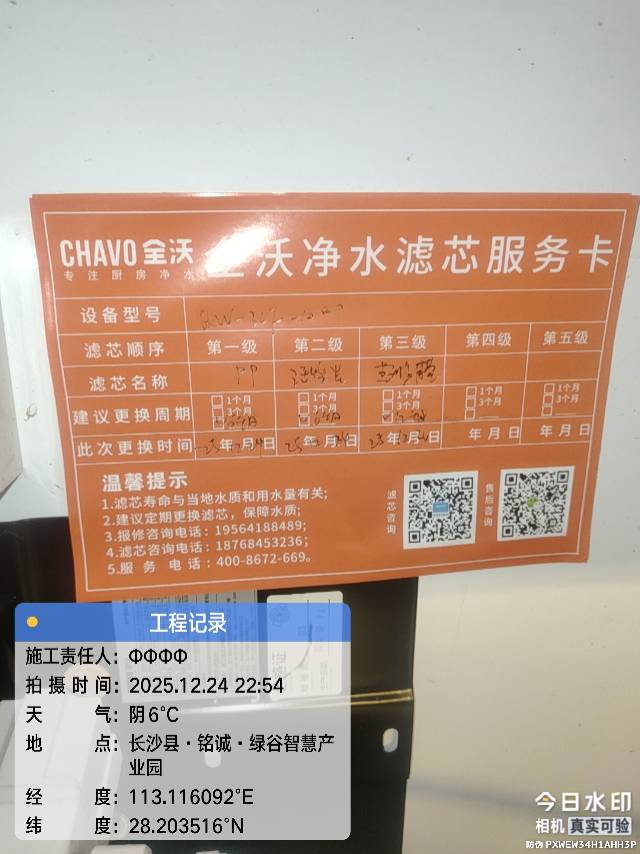 CHAVO 全沃
专注厨房净水
全沃净水滤芯服务卡
设备型号
滤芯顺序 第一级 第二级 第三级 第四级 第五级
滤芯名称 PP
建议更换周期 1个月 3个月 1个月 3个月 1个月 3个月 1个月 3个月 1个月 3个月
此次更换时间 25年 月 日 25年 月 日 25年 月 日 年 月 日 年 月 日
温馨提示
1.滤芯寿命与当地水质和用水量有关;
2.建议定期更换滤芯，保障水质;
3.报修咨询电话:19564188489;
4.滤芯咨询电话:18768453236;
5.服务电话:400-8672-669。
滤芯咨询
售后咨询
工程记录
施工责任人: ΦΦΦΦ
拍摄时间: 2025.12.24 22:54
天气: 阴6℃
地点: 长沙县·铭诚·绿谷智慧产
业园
经度: 113.116092°E
纬度: 28.203516°N
今日水印
相机 真实可验
防伪 PXWEW34H1AHH3P